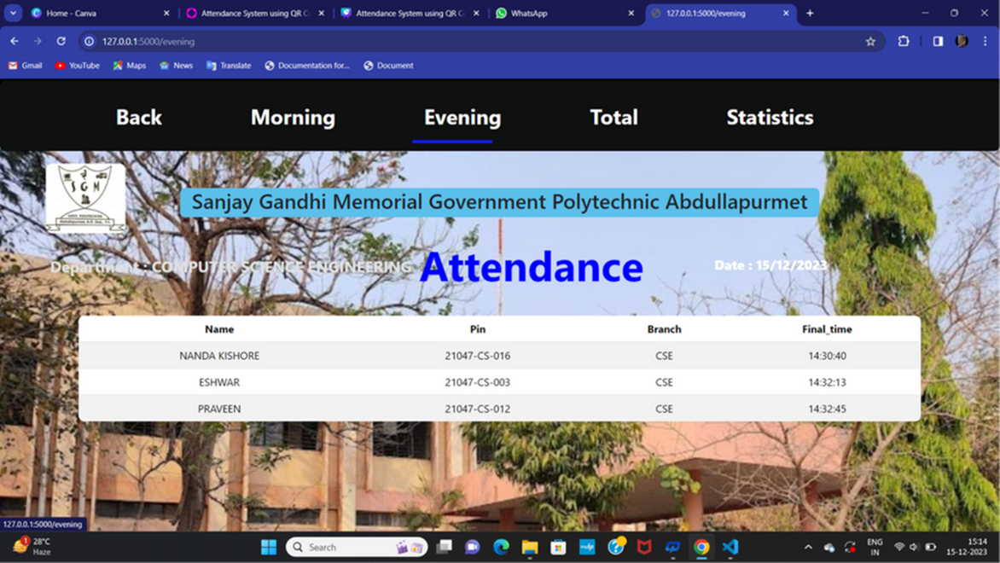 Home - Canva
Attendance System using QR C
Attendance System using QR C
WhatsApp
127.0.0.1:5000/evening
127.0.0.1:5000/evening
Gmail YouTube Maps News Translate Documentation for... Document
Back Morning Evening Total Statistics
S G M
Sanjay Gandhi Memorial Government Polytechnic Abdullapurmet
Department : COMPUTER SCIENCE ENGINEERING Attendance Date : 15/12/2023
Name Pin Branch Final_time
NANDA KISHORE 21047-CS-016 CSE 14:30:40
ESHWAR 21047-CS-003 CSE 14:32:13
PRAVEEN 21047-CS-012 CSE 14:32:45
127.0.0.1:5000/evening
1
28°C
Haze
Search
ENG
IN
15:14
15-12-2023